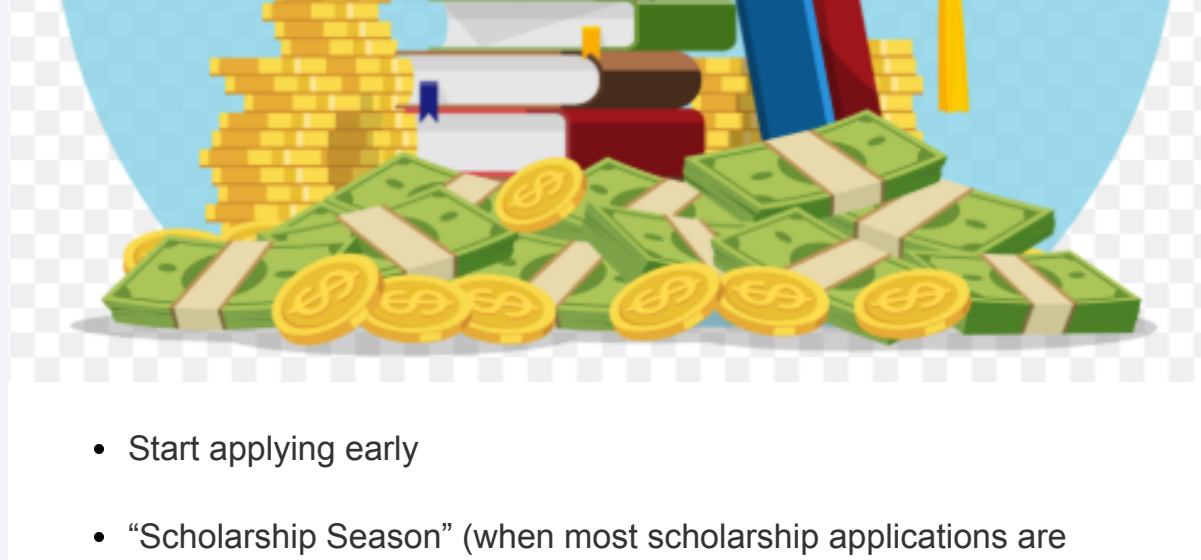 • Start applying early
• “Scholarship Season” (when most scholarship applications are